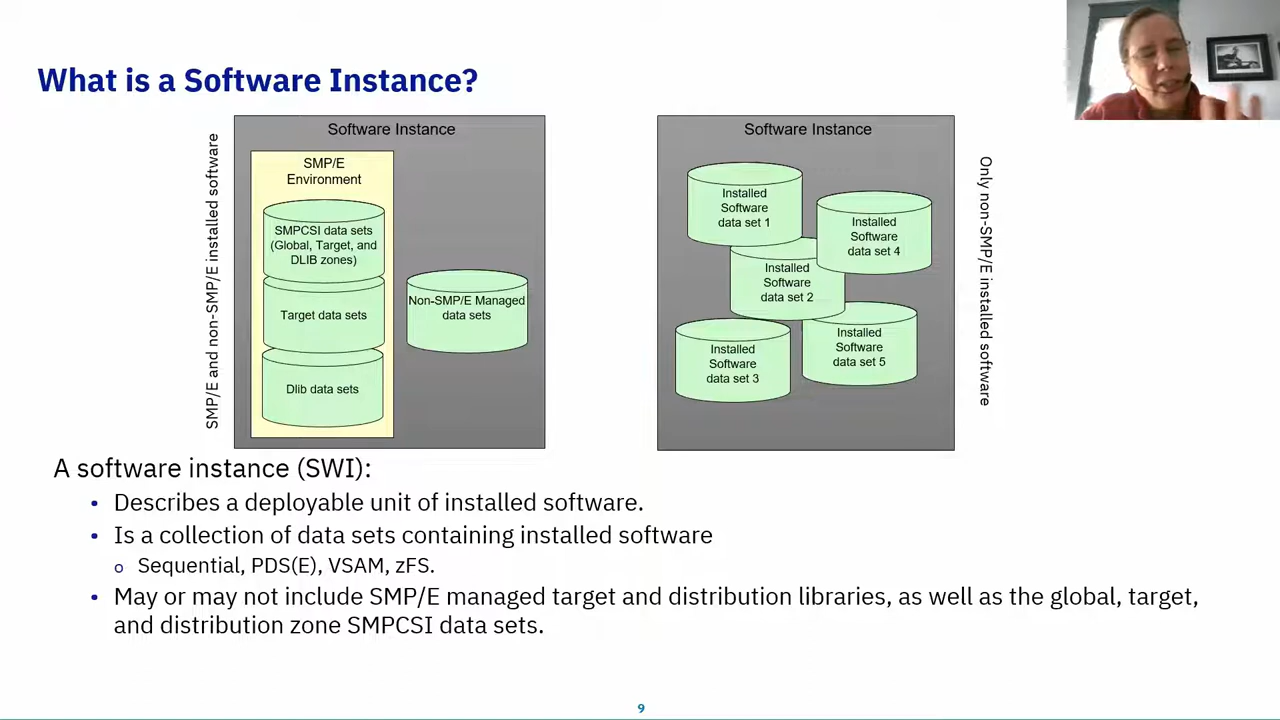 What is a Software Instance?
SMP/E and non-SMP/E installed software
Software Instance
SMP/E
Environment
SMPCSI data sets
(Global, Target, and
DLIB zones)
Target data sets
Dlib data sets
Non-SMP/E Managed
data sets
Software Instance
Installed
Software
data set 1
Installed
Software
data set 4
Installed
Software
data set 2
Installed
Software
data set 3
Installed
Software
data set 5
Only non-SMP/E installed software
A software instance (SWI):
• Describes a deployable unit of installed software.
• Is a collection of data sets containing installed software
o Sequential, PDS(E), VSAM, zFS.
• May or may not include SMP/E managed target and distribution libraries, as well as the global, target,
and distribution zone SMPCSI data sets.
9